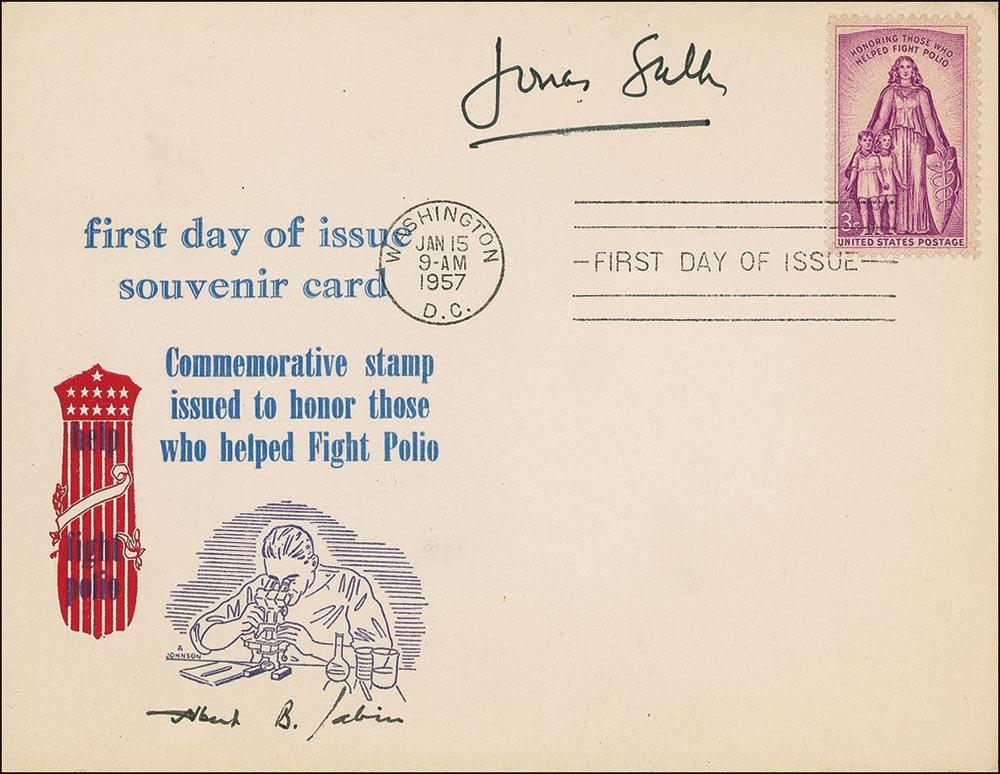 Jonas Salk
HONORING THOSE WHO
HELPED FIGHT POLIO
3¢
UNITED STATES POSTAGE
first day of issue
souvenir card
WASHINGTON
JAN 15
9-AM
1957
D.C.
FIRST DAY OF ISSUE
Commemorative stamp
issued to honor those
who helped Fight Polio
help
fight
polio
JOHNSON
Albert B. Sabin